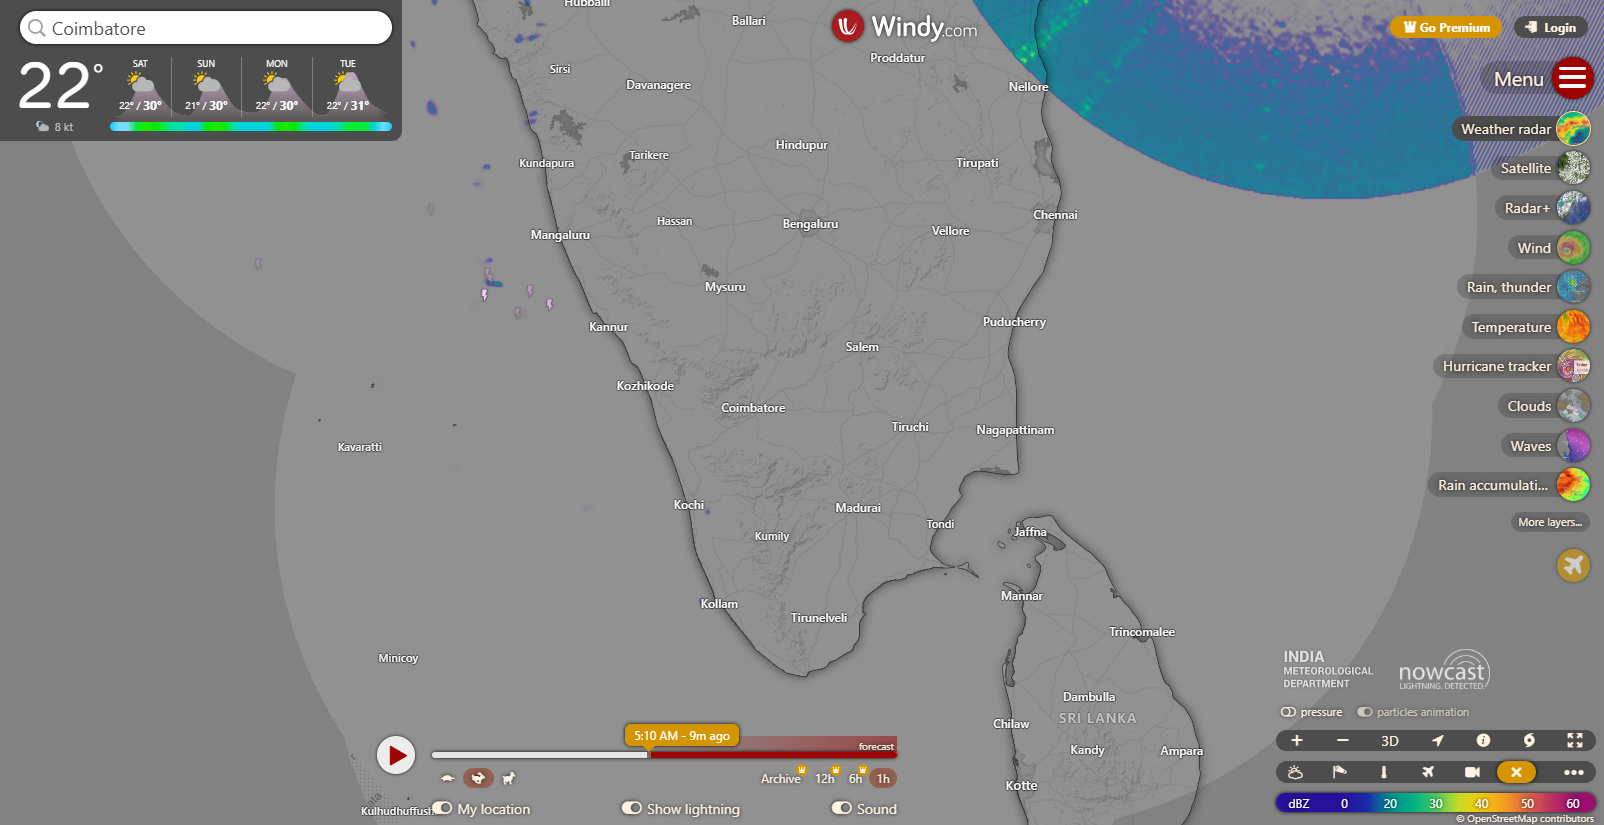 Coimbatore
22°
8 kt
SAT
22° / 30°
SUN
21° / 30°
MON
22° / 30°
TUE
22° / 31°
Windy.com
Go Premium
Login
Menu
Weather radar
Satellite
Radar+
Wind
Rain, thunder
Temperature
Hurricane tracker
Clouds
Waves
Rain accumulati...
More layers...
Hubballi
Ballari
Proddatur
Sirsi
Davanagere
Nellore
Hindupur
Kundapura
Tarikere
Tirupati
Hassan
Bengaluru
Chennai
Mangaluru
Vellore
Mysuru
Kannur
Puducherry
Salem
Kozhikode
Coimbatore
Tiruchi
Nagapattinam
Kavaratti
Kochi
Madurai
Tondi
Jaffna
Kumily
Mannar
Kollam
Tirunelveli
Trincomalee
Minicoy
Dambulla
Chilaw
SRI LANKA
Kandy
Ampara
Kotte
Kulhudhuffush
5:10 AM - 9m ago
forecast
Archive
12h
6h
1h
My location
Show lightning
Sound
INDIA
METEOROLOGICAL
DEPARTMENT
nowcast
LIGHTNING. DETECTED.
pressure
particles animation
3D
dBZ 0 20 30 40 50 60
© OpenStreetMap contributors